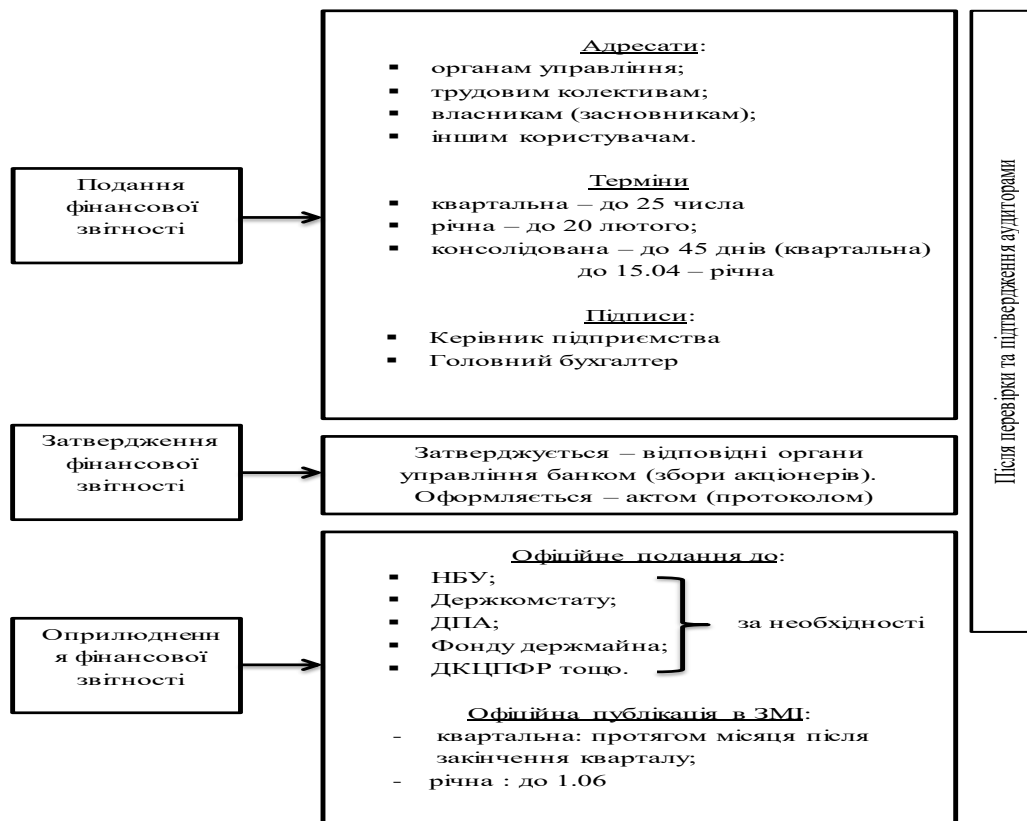 Подання
фінансової
звітності
Адресати:
▪ органам управління;
▪ трудовим колективам;
▪ власникам (засновникам);
▪ іншим користувачам.
Терміни
▪ квартальна – до 25 числа
▪ річна – до 20 лютого;
▪ консолідована – до 45 днів (квартальна)
до 15.04 – річна
Підписи:
▪ Керівник підприємства
▪ Головний бухгалтер
Затвердження
фінансової
звітності
Затверджується – відповідні органи
управління банком (збори акціонерів).
Оформляється – актом (протоколом)
Оприлюдненн
я фінансової
звітності
Офіційне подання до:
▪ НБУ;
▪ Держкомстату;
▪ ДПА;
▪ Фонду держмайна;
▪ ДКЦПФР тощо.
за необхідності
Офіційна публікація в ЗМІ:
- квартальна: протягом місяця після
закінчення кварталу;
- річна : до 1.06
Після перевірки та підтвердження аудиторами